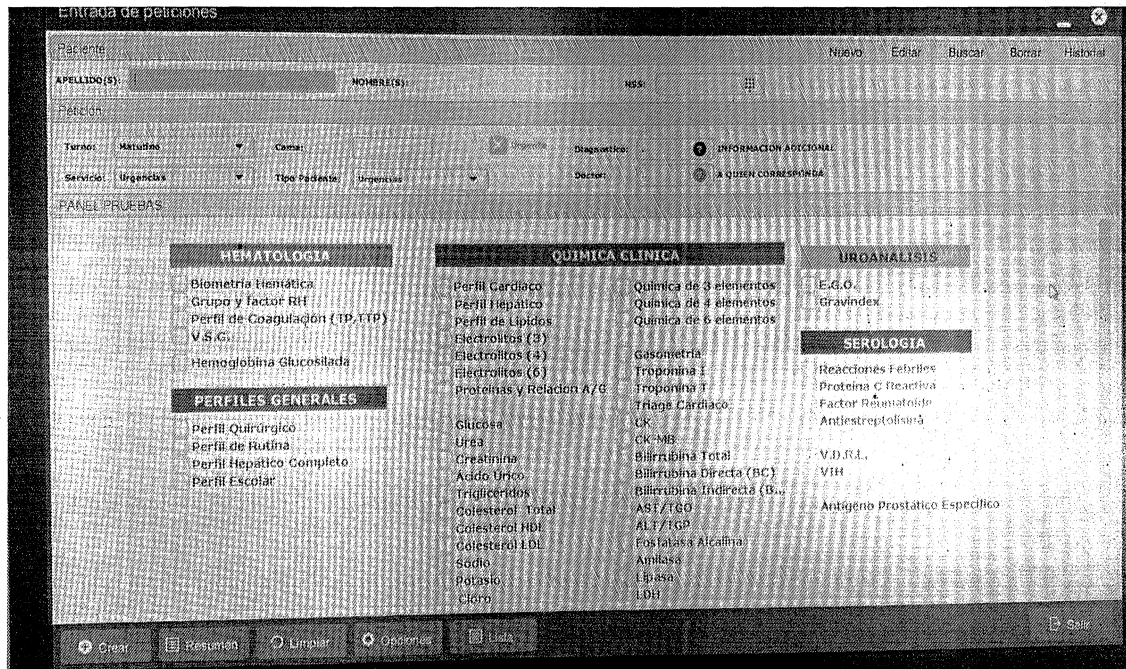 Entrada de peticiones
Paciente
Nuevo Editar Buscar Borrar Historial
APELLIDO(S): NOMBRE(S): NSS:
Petición
Turno: Matutino Cama: Urgente Diagnostico: INFORMACION ADICIONAL
Servicio: Urgencias Tipo Paciente: Urgencias Doctor: A QUIEN CORRESPONDA
PANEL PRUEBAS
HEMATOLOGIA
Biometria Hemática
Grupo y factor RH
Perfil de Coagulación (TP,TTP)
V.S.G.
Hemoglobina Glucosilada
PERFILES GENERALES
Perfil Quirúrgico
Perfil de Rutina
Perfil Hepático Completo
Perfil Escolar
QUIMICA CLINICA
Perfil Cardiaco
Perfil Hepático
Perfil de Lípidos
Electrolitos (3)
Electrolitos (4)
Electrolitos (6)
Proteinas y Relacion A/G
Glucosa
Urea
Creatinina
Acido Úrico
Trigliceridos
Colesterol Total
Colesterol HDL
Colesterol LDL
Sodio
Potasio
Cloro
Quimica de 3 elementos
Quimica de 4 elementos
Quimica de 6 elementos
Gasometria
Troponina I
Troponina T
Triage Cardiaco
CK
CK-MB
Bilirrubina Total
Bilirrubina Directa (BC)
Bilirrubina Indirecta (B...
AST/TGO
ALT/TGP
Fosfatasa Alcalina
Amilasa
Lipasa
LDH
UROANALISIS
E.G.O.
Gravindex
SEROLOGIA
Reacciones Febriles
Proteina C Reactiva
Factor Reumatoide
Antiestreptolisina
V.D.R.L.
VIH
Antígeno Prostático Especifico
Crear Resumen Limpiar Opciones Lista Salir